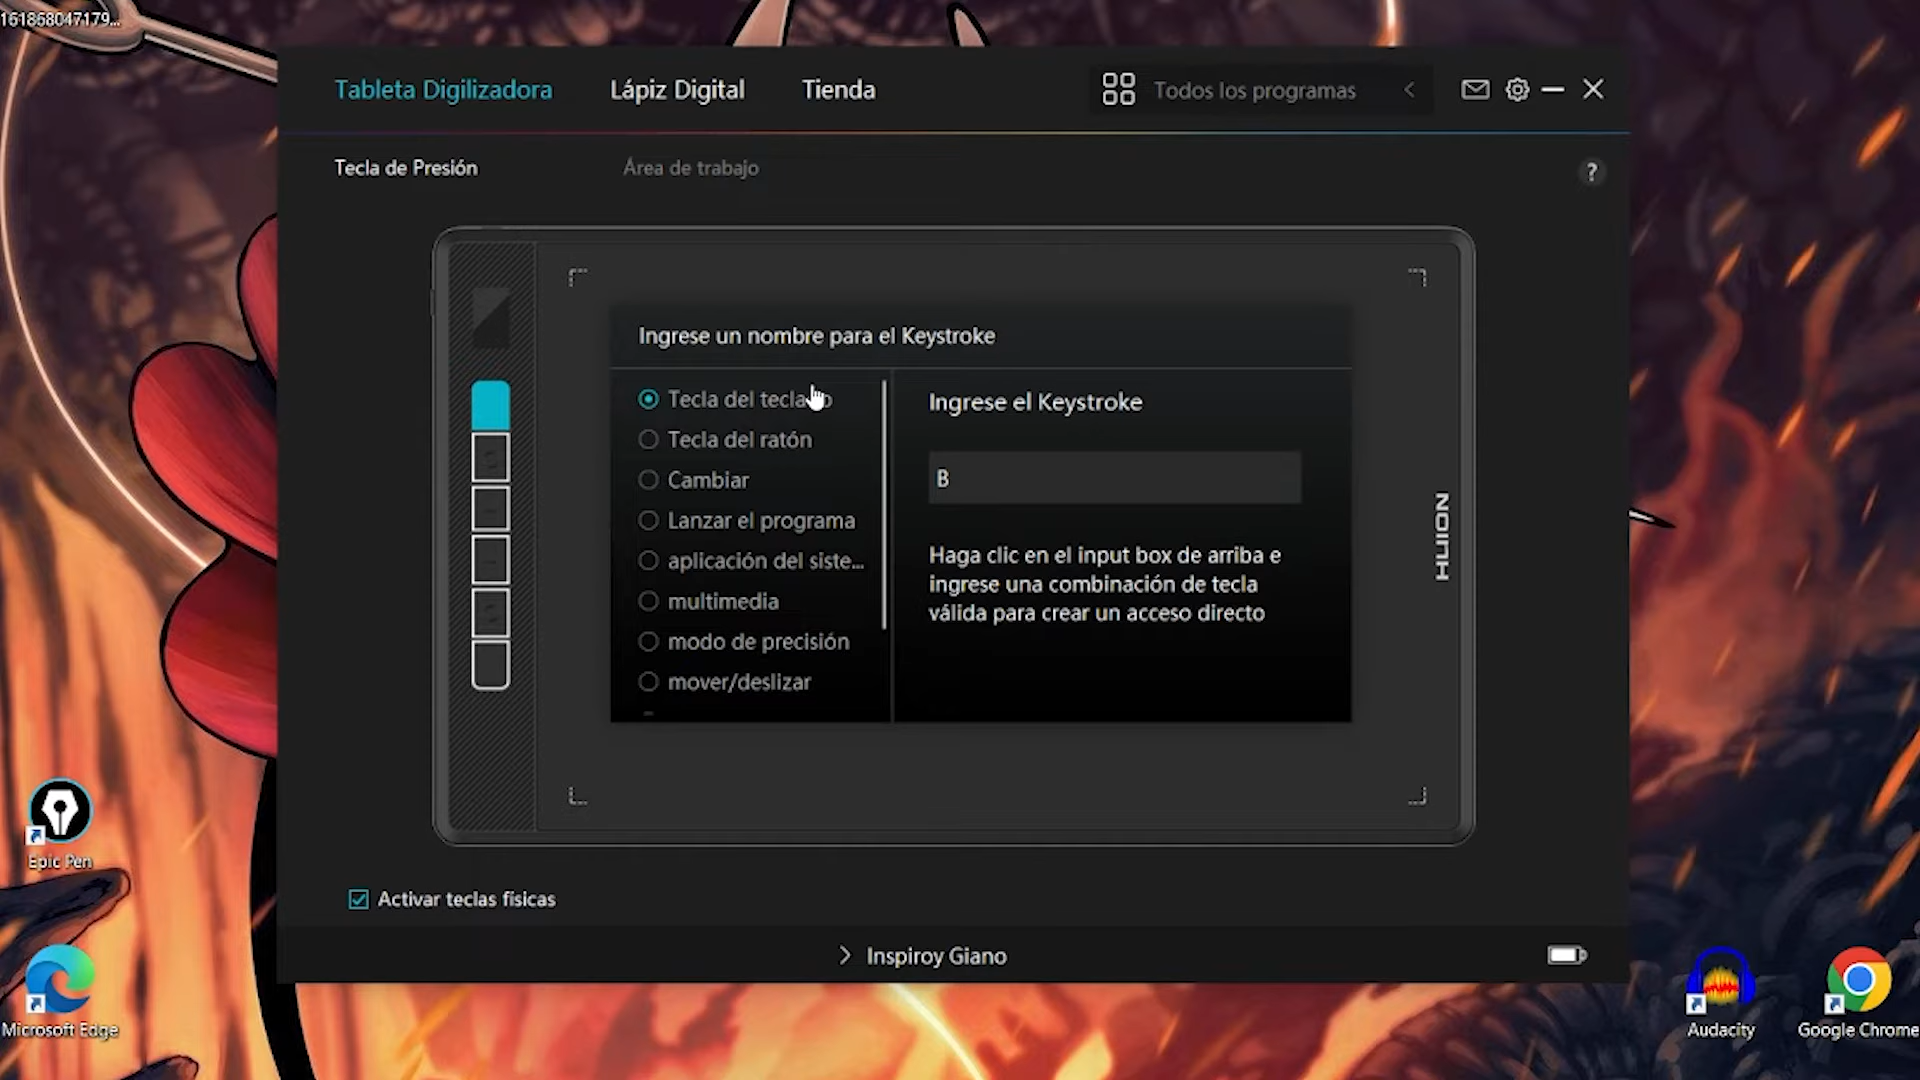 161868047179...
Tableta Digilizadora
Lápiz Digital
Tienda
Todos los programas
Tecla de Presión
Área de trabajo
?
Ingrese un nombre para el Keystroke
Tecla del tecla o
Tecla del ratón
Cambiar
Lanzar el programa
aplicación del siste...
multimedia
modo de precisión
mover/deslizar
Ingrese el Keystroke
B
Haga clic en el input box de arriba e
ingrese una combinación de tecla
válida para crear un acceso directo
HUION
Activar teclas físicas
Inspiroy Giano
Epic Pen
Microsoft Edge
Audacity
Google Chrome